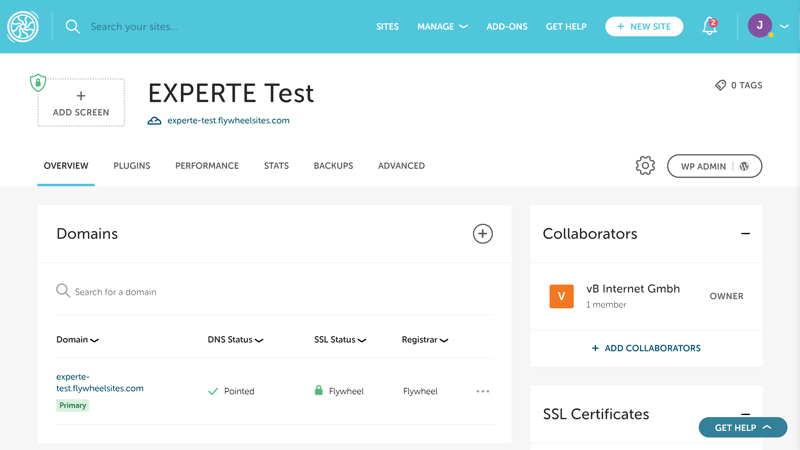 Search your sites...
SITES
MANAGE
ADD-ONS
GET HELP
+ NEW SITE
2
J
+
ADD SCREEN
EXPERTE Test
experte-test.flywheelsites.com
0 TAGS
OVERVIEW
PLUGINS
PERFORMANCE
STATS
BACKUPS
ADVANCED
WP ADMIN
Domains
Search for a domain
Domain
DNS Status
SSL Status
Registrar
experte-
test.flywheelsites.com
Primary
Pointed
Flywheel
Flywheel
Collaborators
V
vB Internet Gmbh
1 member
OWNER
+ ADD COLLABORATORS
SSL Certificates
GET HELP